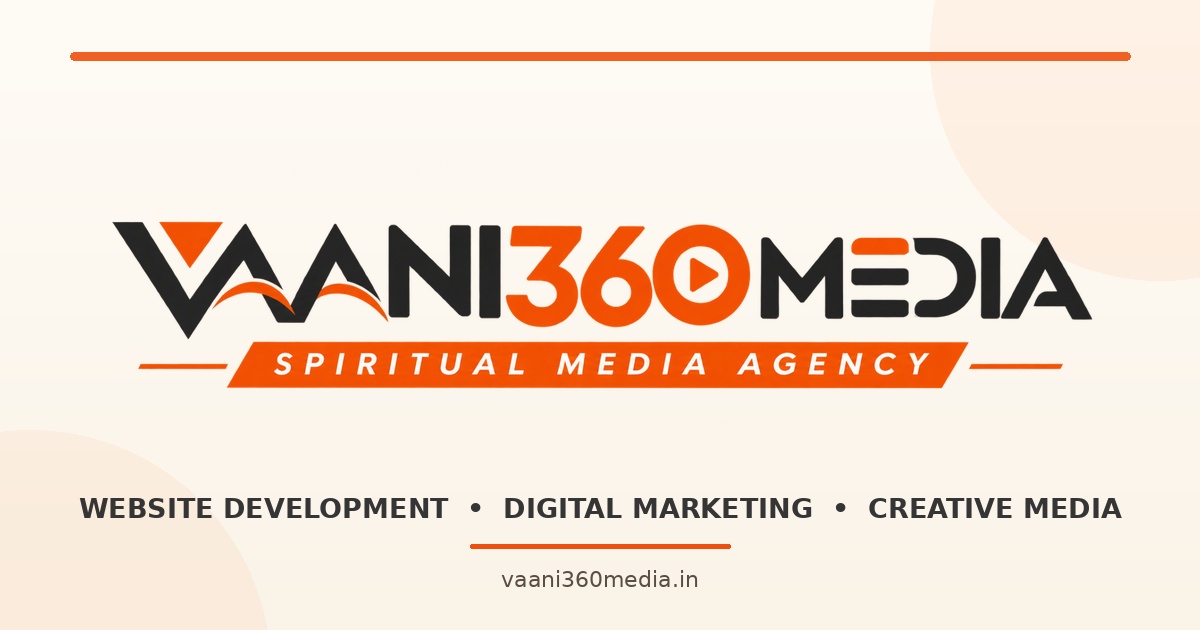 VAANI360MEDIA
SPIRITUAL MEDIA AGENCY
WEBSITE DEVELOPMENT • DIGITAL MARKETING • CREATIVE MEDIA
vaani360media.in